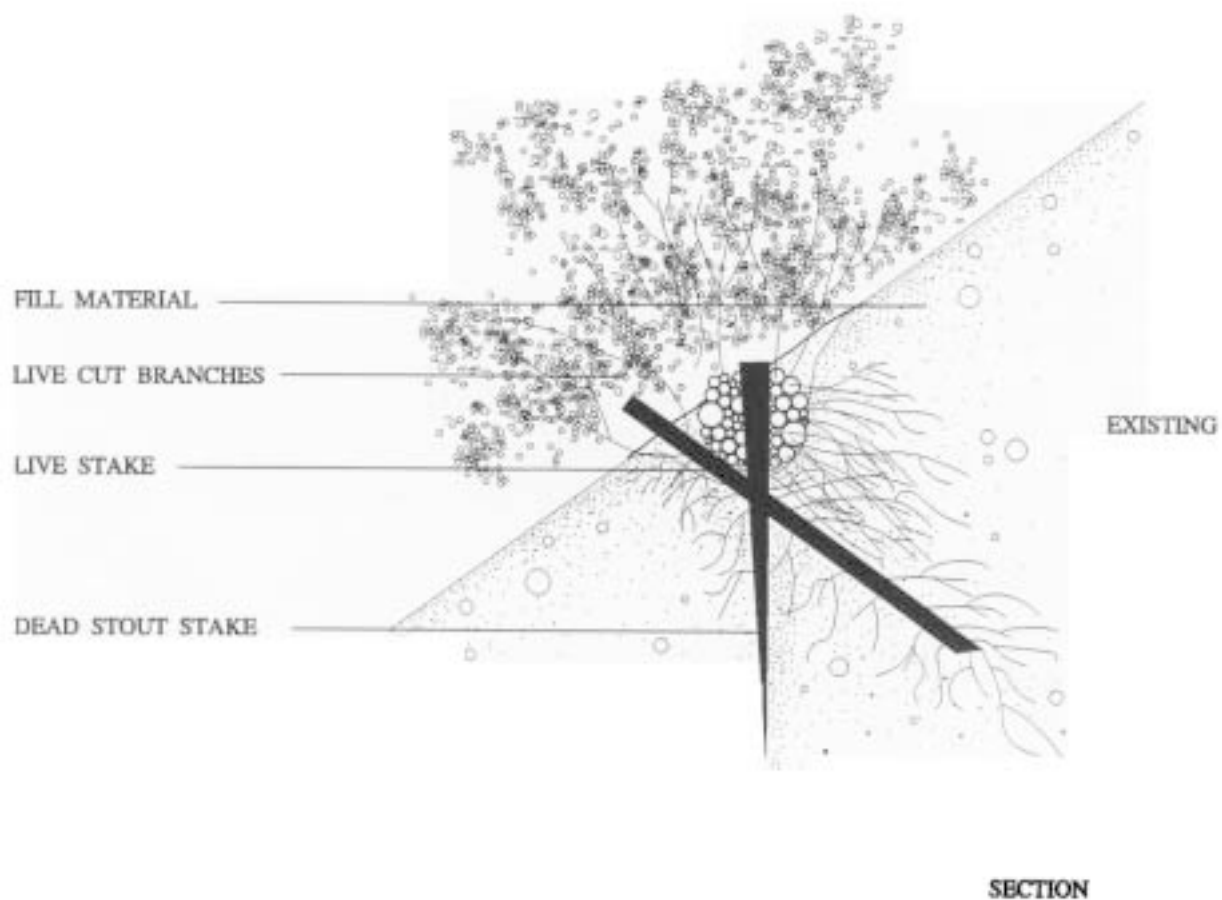 FILL MATERIAL
LIVE CUT BRANCHES
EXISTING
LIVE STAKE
DEAD STOUT STAKE
SECTION